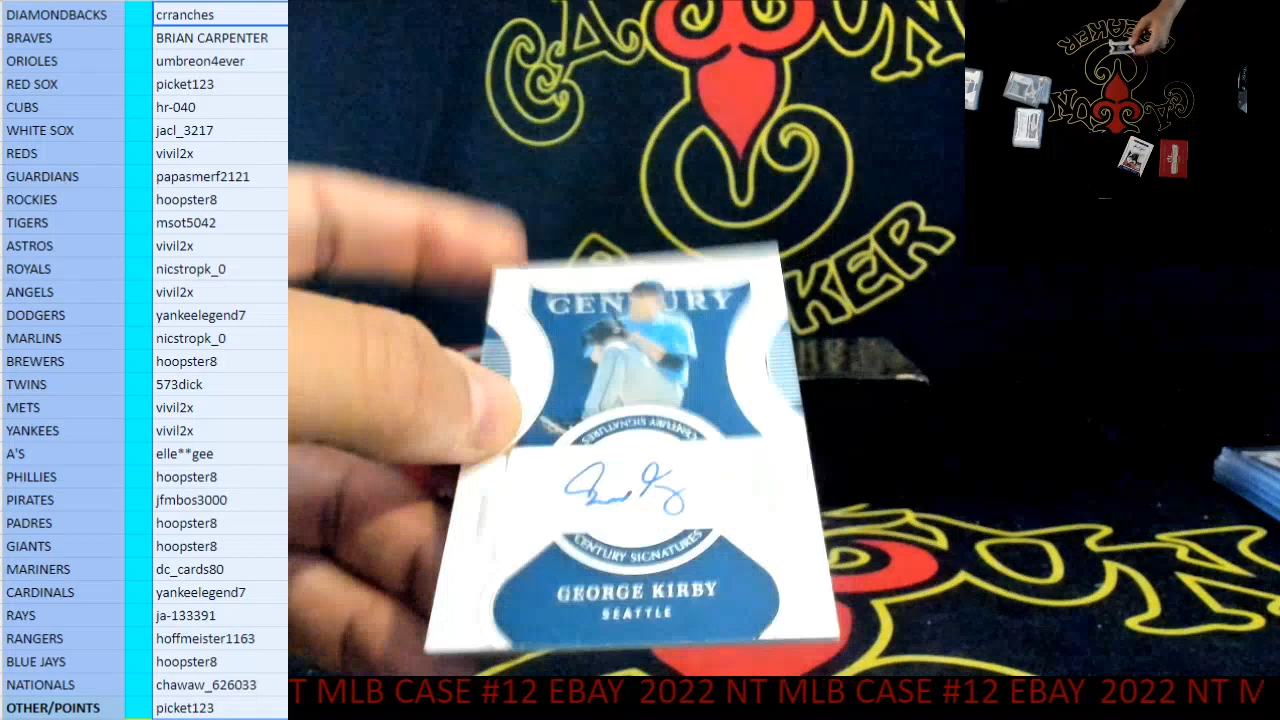 DIAMONDBACKS crranches
BRAVES BRIAN CARPENTER
ORIOLES umbreon4ever
RED SOX picket123
CUBS hr-040
WHITE SOX jacl_3217
REDS vivil2x
GUARDIANS papasmerf2121
ROCKIES hoopster8
TIGERS msot5042
ASTROS vivil2x
ROYALS nicstropk_0
ANGELS vivil2x
DODGERS yankeelegend7
MARLINS nicstropk_0
BREWERS hoopster8
TWINS 573dick
METS vivil2x
YANKEES vivil2x
A'S elle**gee
PHILLIES hoopster8
PIRATES jfmbos3000
PADRES hoopster8
GIANTS hoopster8
MARINERS dc_cards80
CARDINALS yankeelegend7
RAYS ja-133391
RANGERS hoffmeister1163
BLUE JAYS hoopster8
NATIONALS chawaw_626033
OTHER/POINTS picket123
CENTURY
CENTURY SIGNATURES
CENTURY SIGNATURES
GEORGE KIRBY
SEATTLE
BREAKER
NT MLB CASE #12 EBAY 2022 NT MLB CASE #12 EBAY 2022 NT M